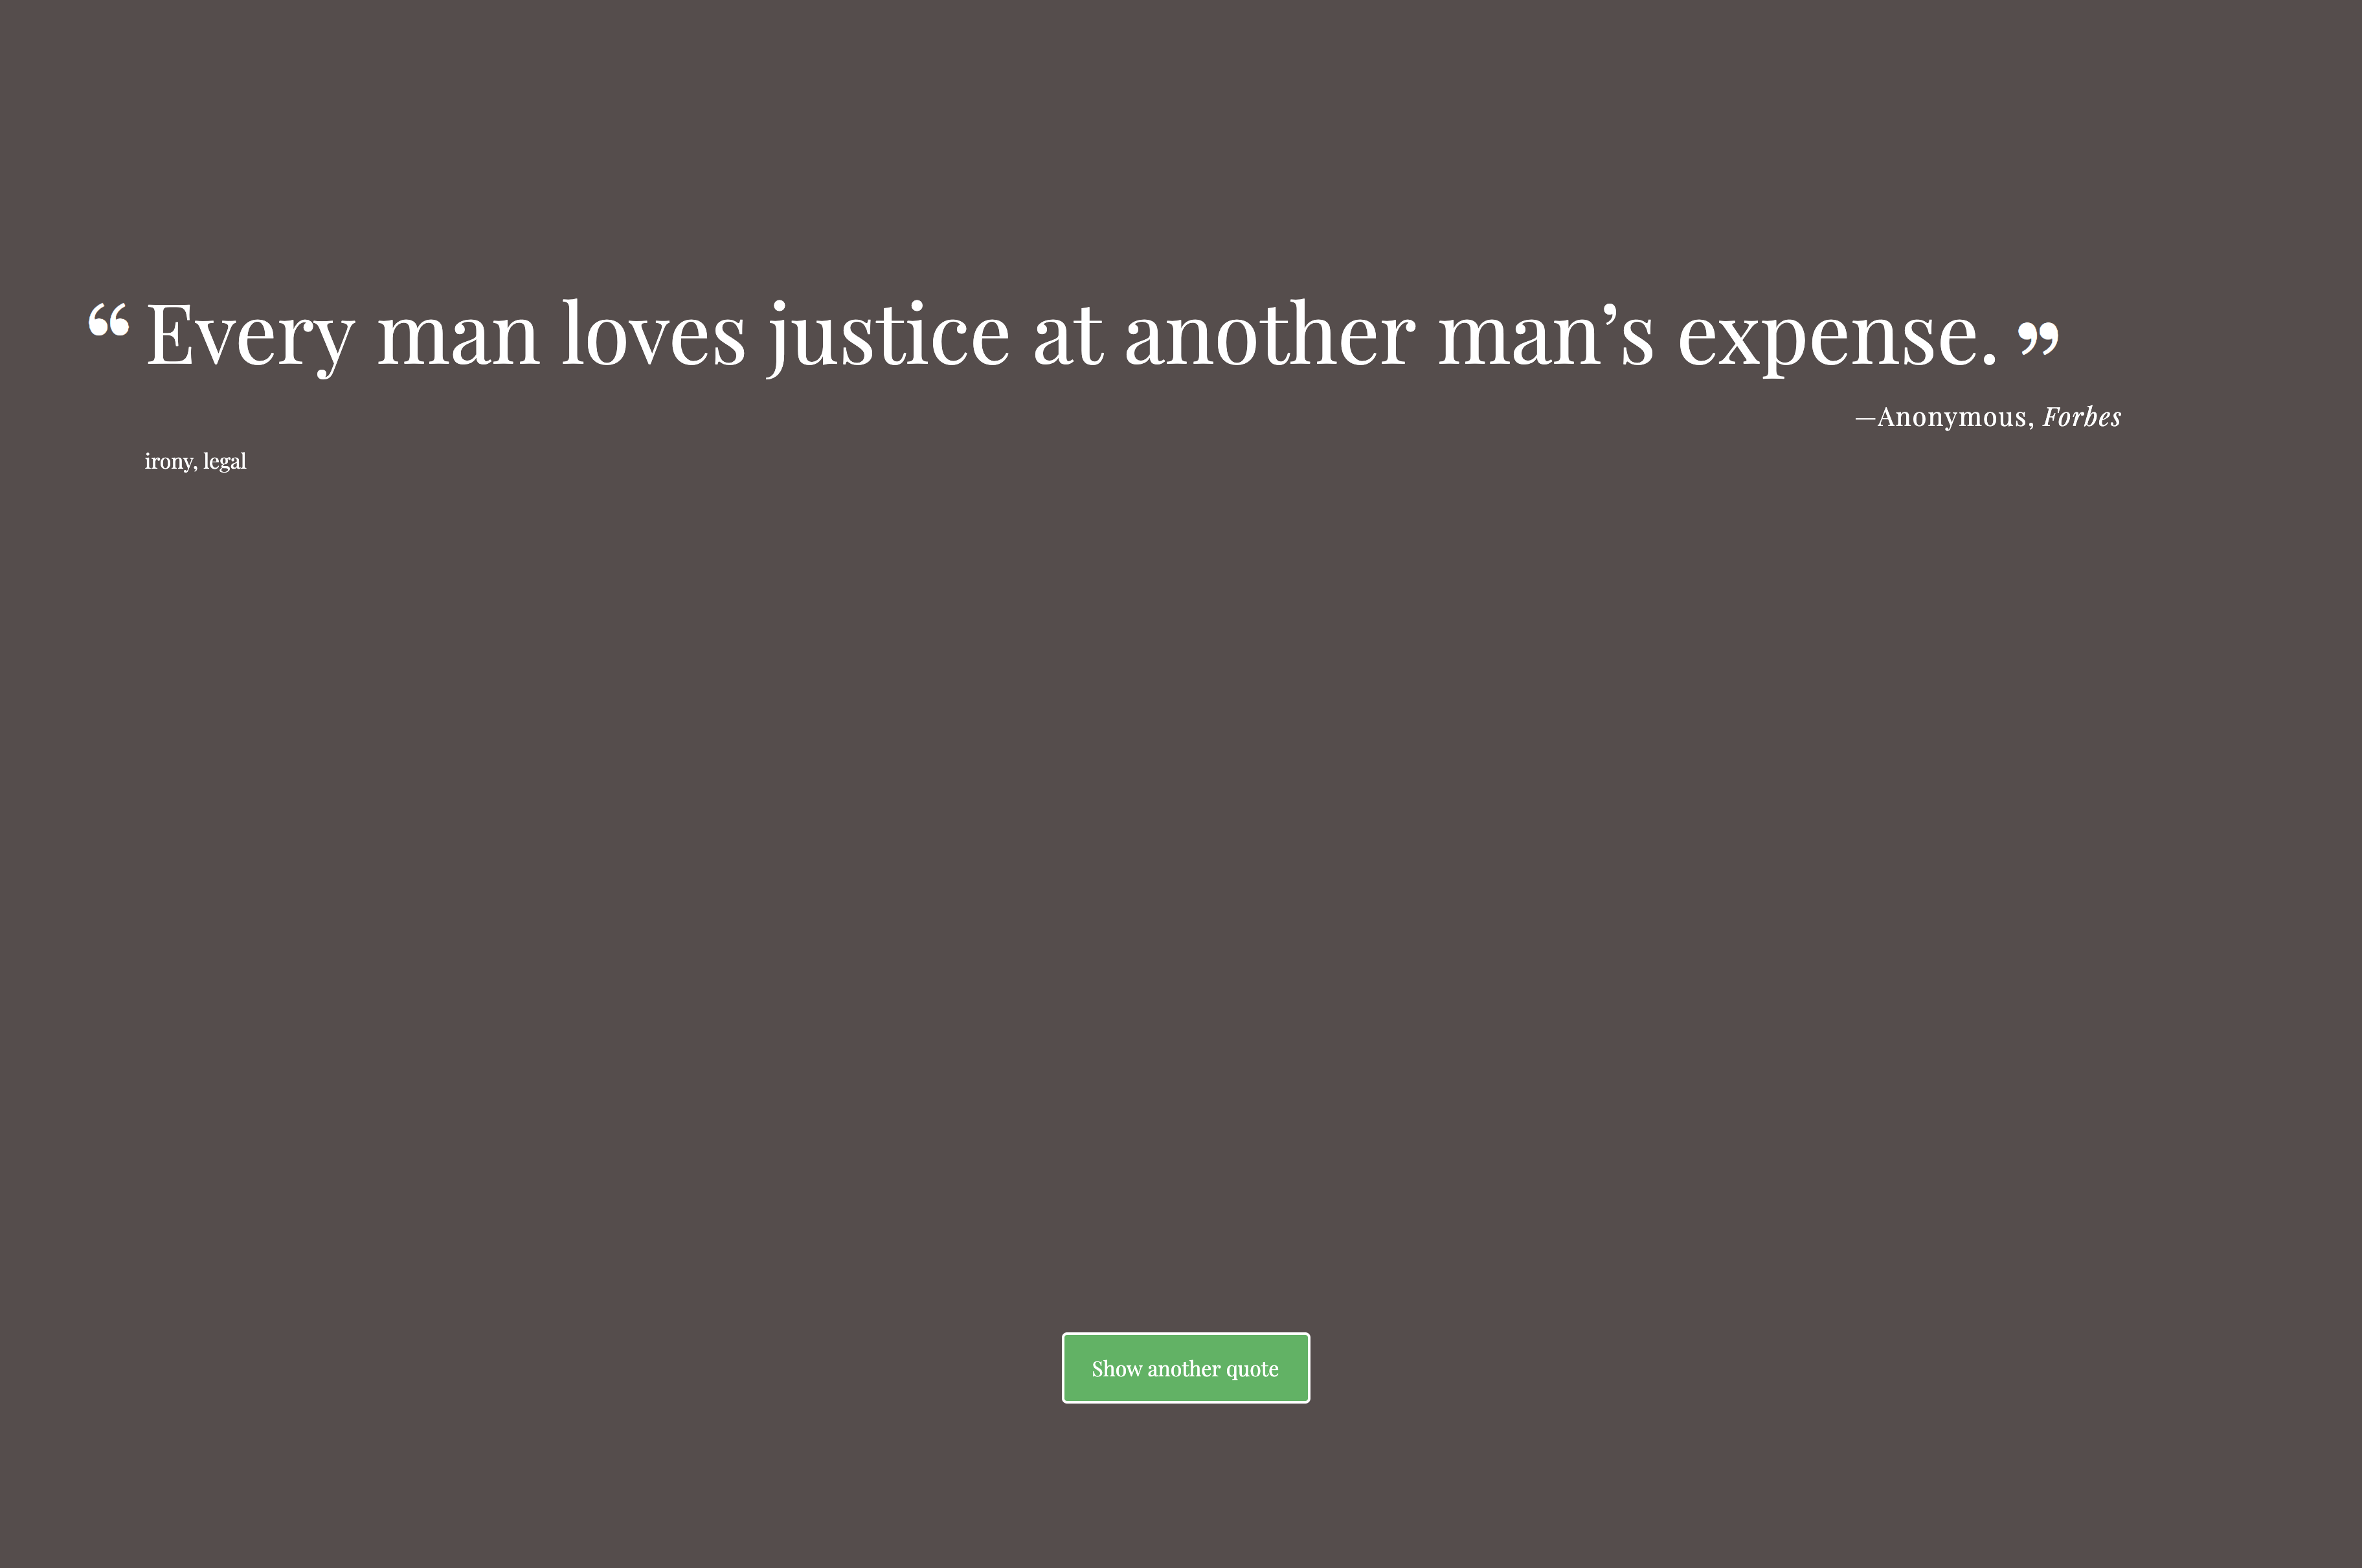 “ Every man loves justice at another man’s expense. ”
—Anonymous, Forbes
irony, legal
Show another quote